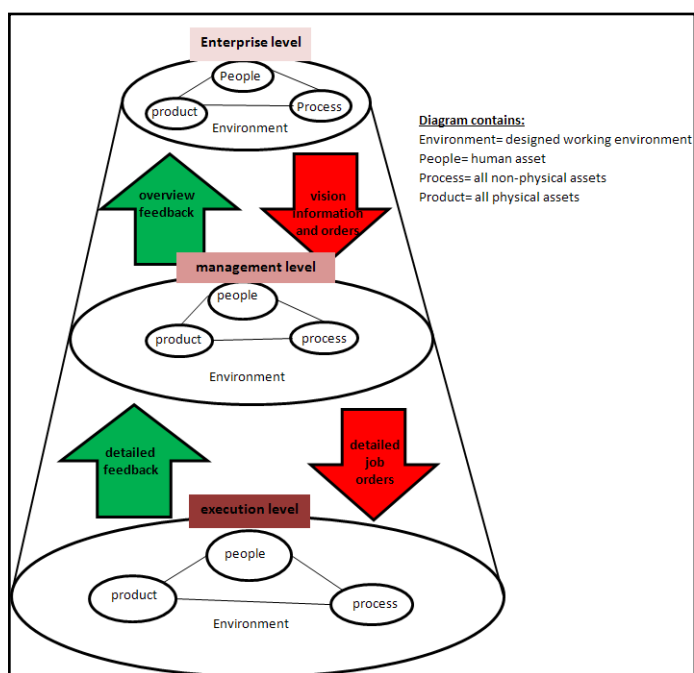 Enterprise level
People
product
Process
Environment
Diagram contains:
Environment= designed working environment
People= human asset
Process= all non-physical assets
Product= all physical assets
overview
feedback
vision
information
and orders
management level
people
product
process
Environment
detailed
feedback
detailed
job
orders
execution level
people
product
process
Environment